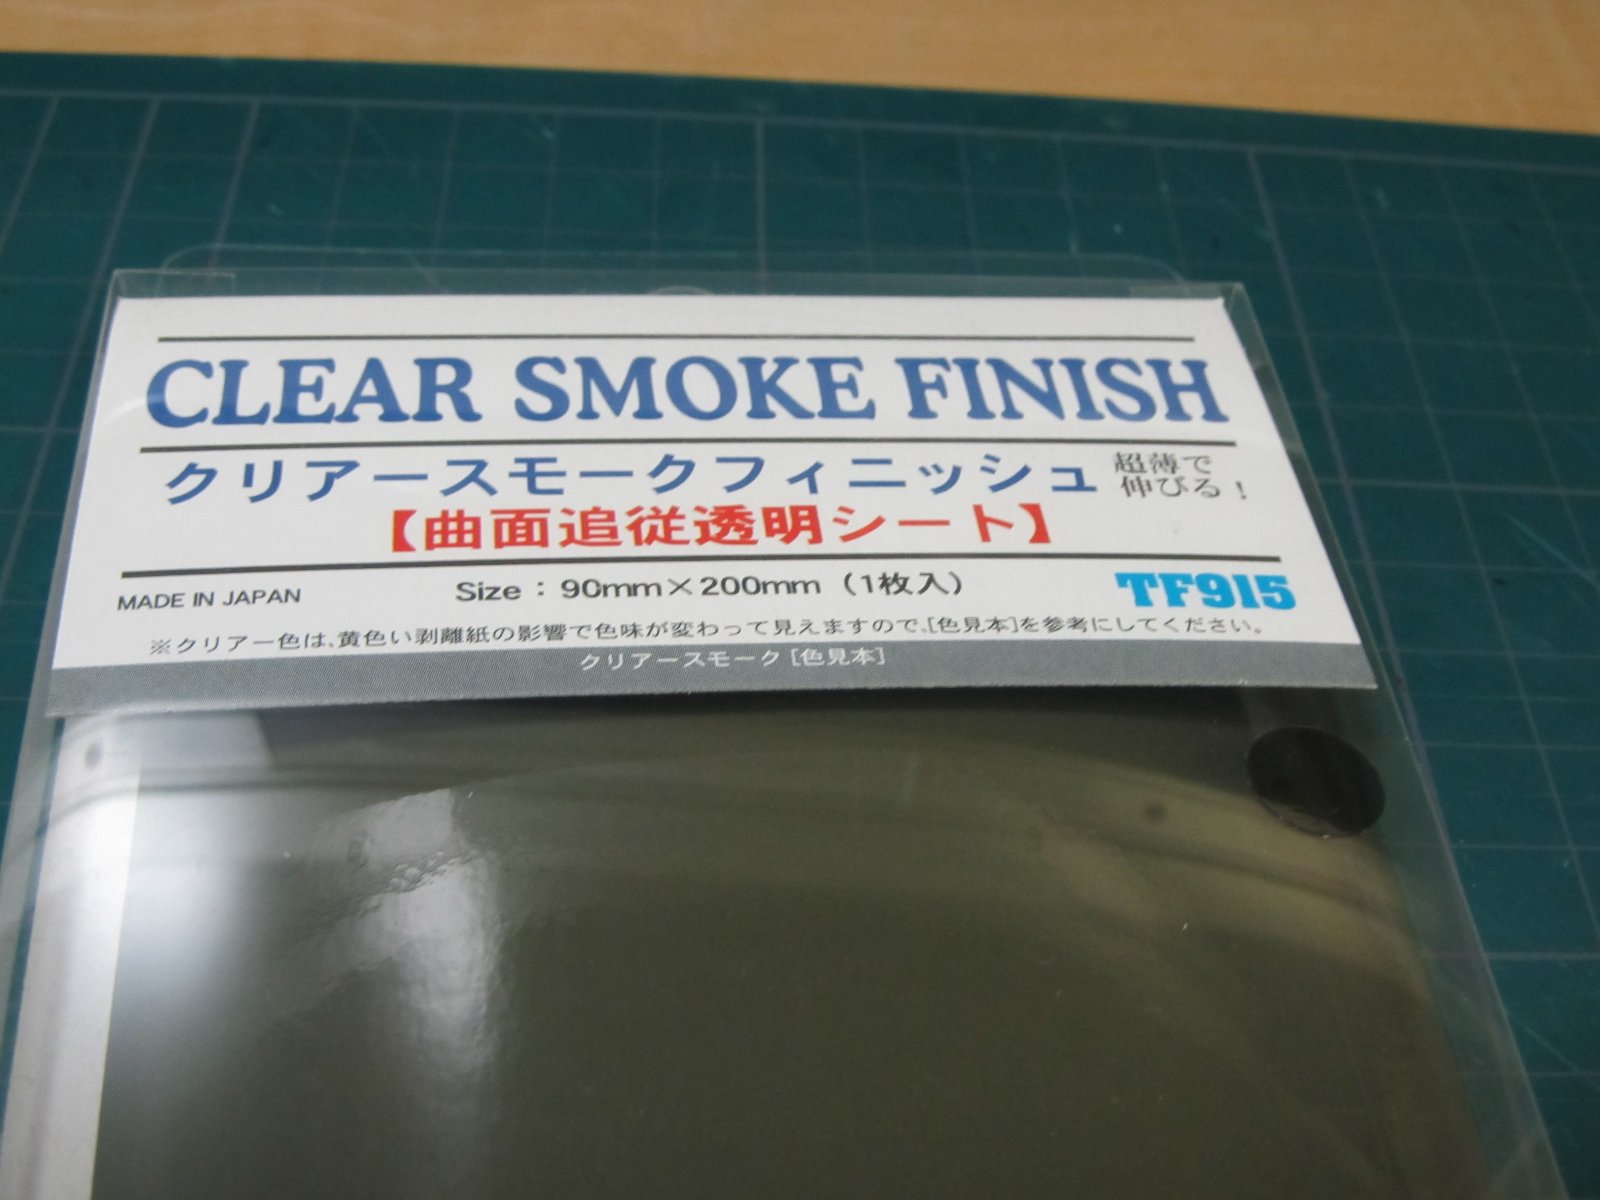 CLEAR SMOKE FINISH
クリアースモークフィニッシュ 超薄で
伸びる！
【曲面追従透明シート】
MADE IN JAPAN Size：90mm×200mm（1枚入） TF915
※クリアー色は、黄色い剥離紙の影響で色味が変わって見えますので、[色見本]を参考にしてください。
クリアースモーク［色見本］